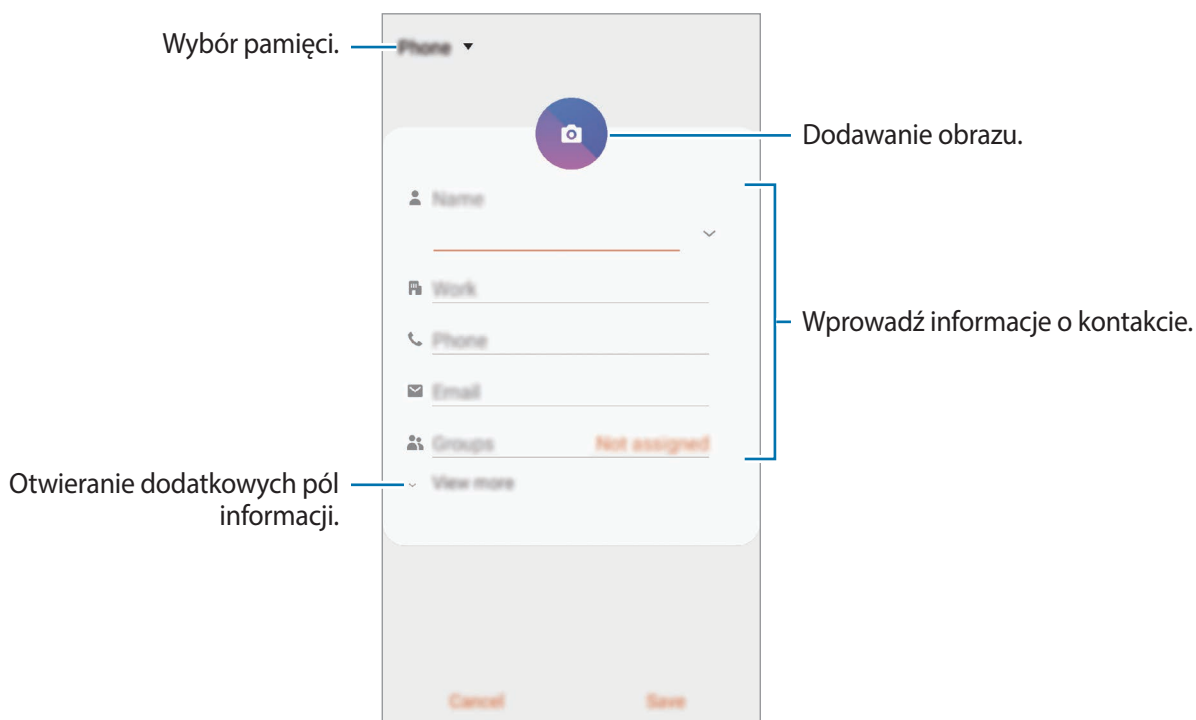 Wybór pamięci.
Phone
Dodawanie obrazu.
Name
Work
Phone
Wprowadź informacje o kontakcie.
Email
Groups Not assigned
Otwieranie dodatkowych pól
informacji.
View more
Cancel Save